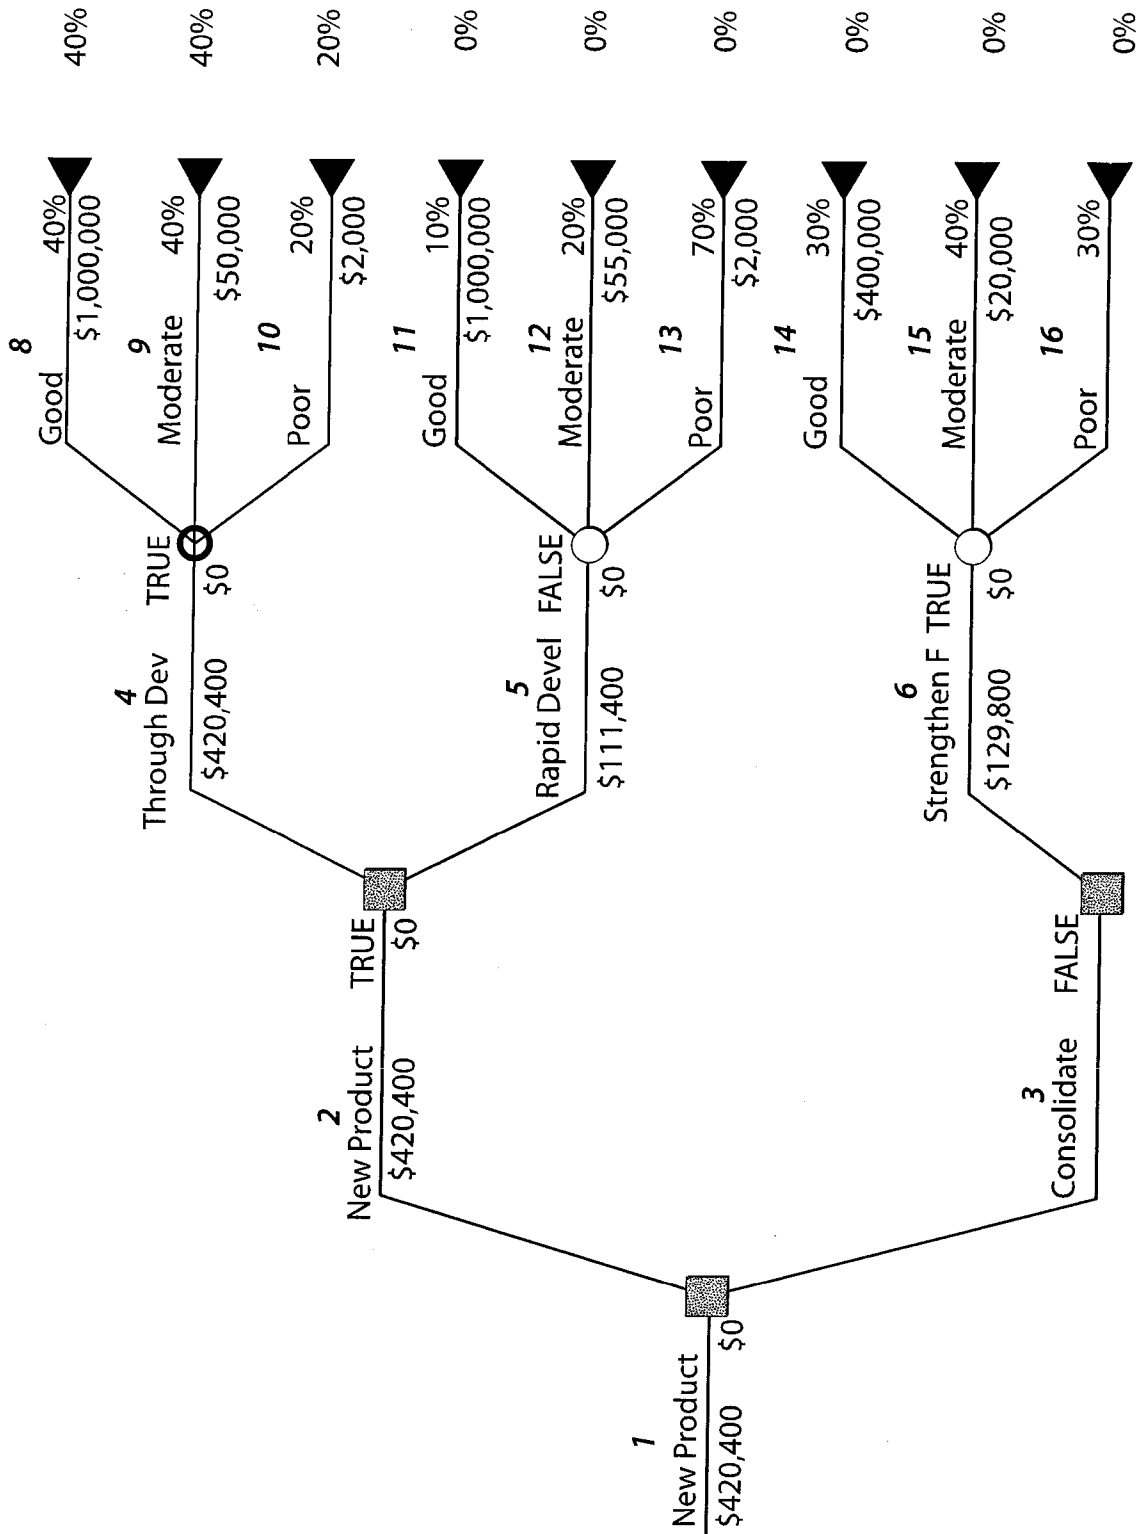 1
New Product
$420,400
$0
2
New Product
TRUE
$420,400
$0
3
Consolidate
FALSE
4
Through Dev
TRUE
$420,400
$0
5
Rapid Devel
FALSE
$111,400
$0
6
Strengthen F
TRUE
$129,800
$0
8
Good
40%
$1,000,000
40%
9
Moderate
40%
$50,000
40%
10
Poor
20%
$2,000
20%
11
Good
10%
$1,000,000
0%
12
Moderate
20%
$55,000
0%
13
Poor
70%
$2,000
0%
14
Good
30%
$400,000
0%
15
Moderate
40%
$20,000
0%
16
Poor
30%
0%